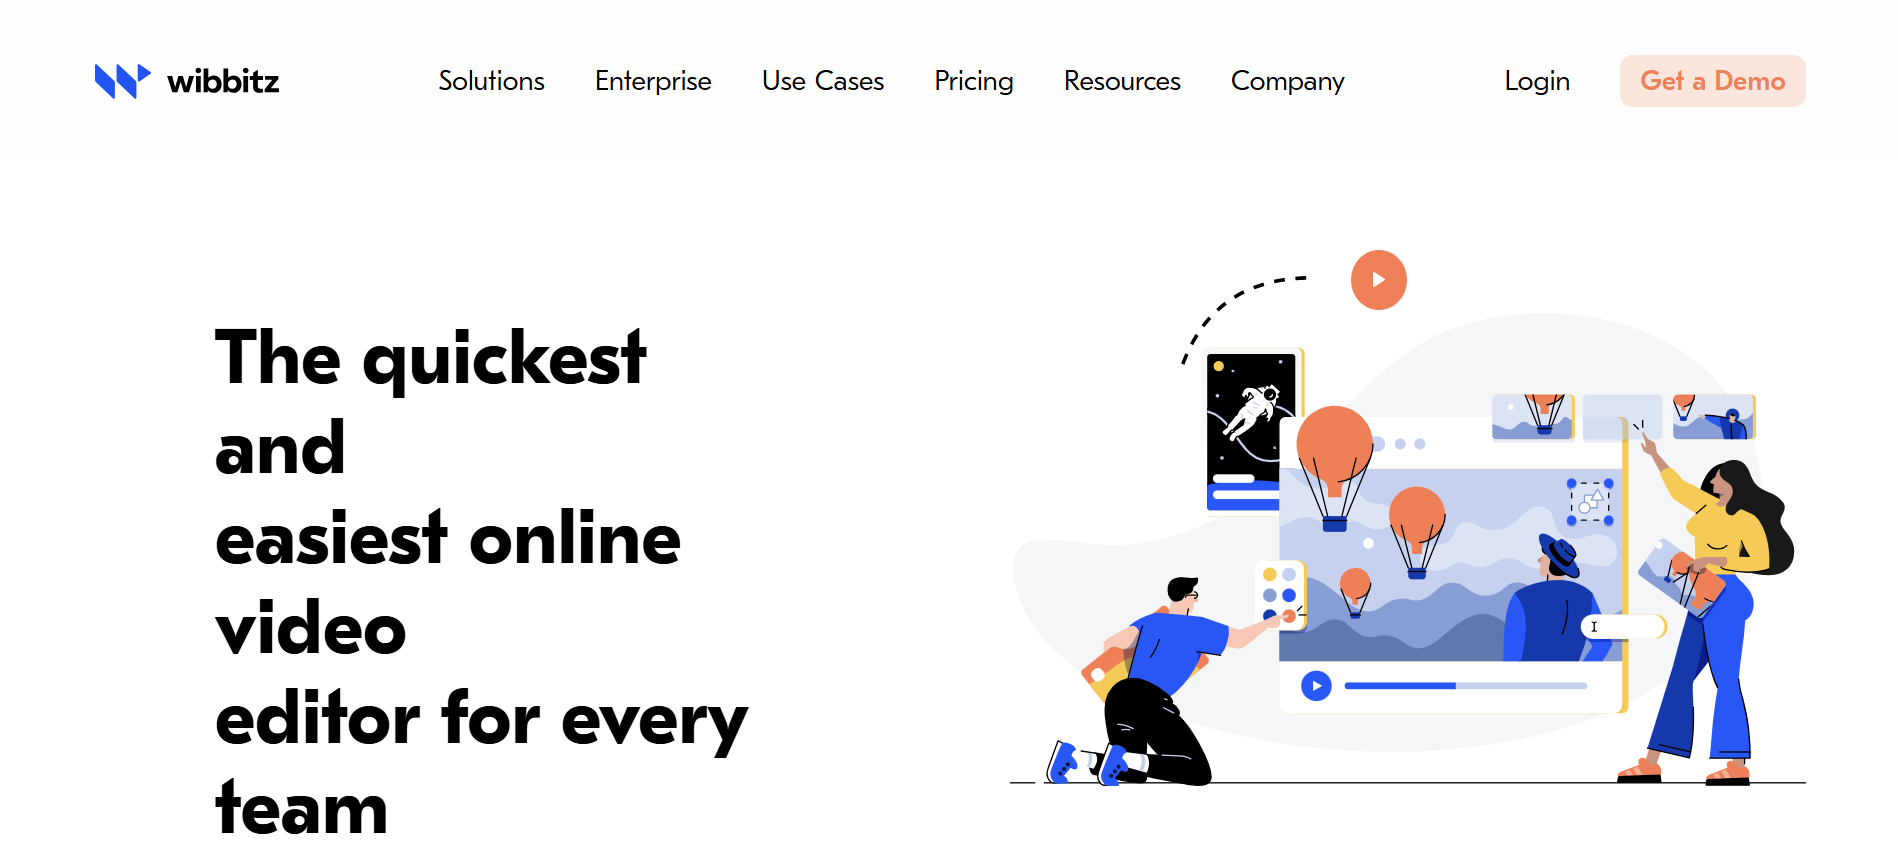 wibbitz
Solutions Enterprise Use Cases Pricing Resources Company Login Get a Demo
The quickest
and
easiest online
video
editor for every
team